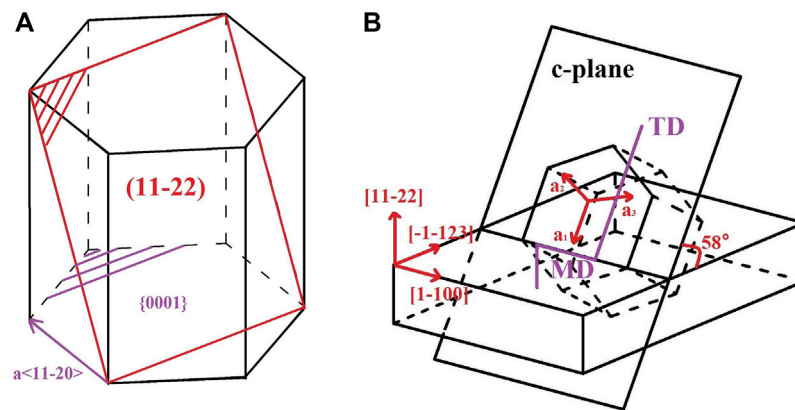 A
(11-22)
{0001}
a<11-20>
B
c-plane
TD
a₂
a₃
a₁
[11-22]
[-1-123]
[1-100]
MD
58°